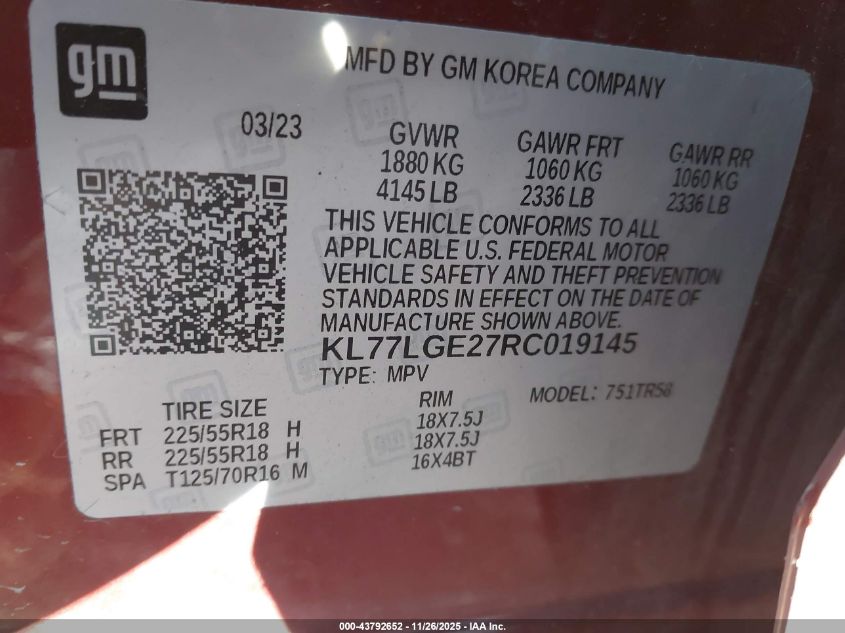 gm
MFD BY GM KOREA COMPANY
03/23
GVWR GAWR FRT GAWR RR
1880 KG 1060 KG 1060 KG
4145 LB 2336 LB 2336 LB
THIS VEHICLE CONFORMS TO ALL
APPLICABLE U.S. FEDERAL MOTOR
VEHICLE SAFETY AND THEFT PREVENTION
STANDARDS IN EFFECT ON THE DATE OF
MANUFACTURE SHOWN ABOVE.
KL77LGE27RC019145
TYPE: MPV MODEL: 751TR58
TIRE SIZE RIM
FRT 225/55R18 H 18X7.5J
RR 225/55R18 H 18X7.5J
SPA T125/70R16 M 16X4BT
000-43792652 - 11/26/2025 - IAA Inc.